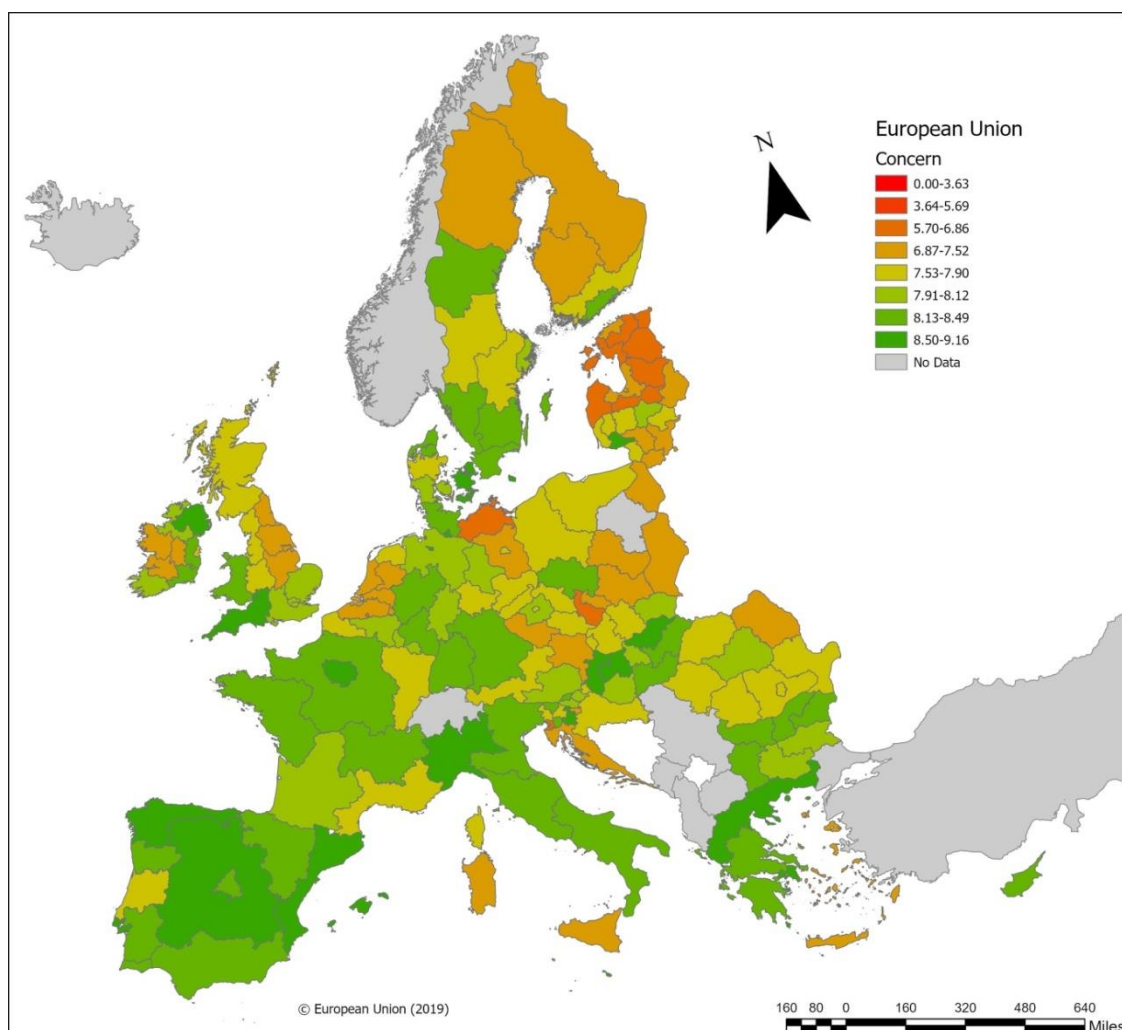 N
European Union
Concern
0.00-3.63
3.64-5.69
5.70-6.86
6.87-7.52
7.53-7.90
7.91-8.12
8.13-8.49
8.50-9.16
No Data
© European Union (2019)
160 80 0 160 320 480 640
Miles